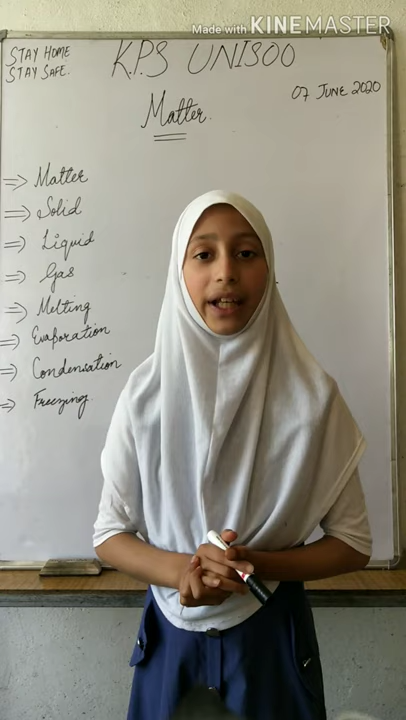 Made with KINEMASTER
STAY HOME
STAY SAFE.
K.P.S UNISOO
07 JUNE 2020
Matter.
⇒ Matter
⇒ Solid
⇒ Liquid
⇒ Gas
⇒ Melting
⇒ Evaporation
⇒ Condensation
⇒ Freezing